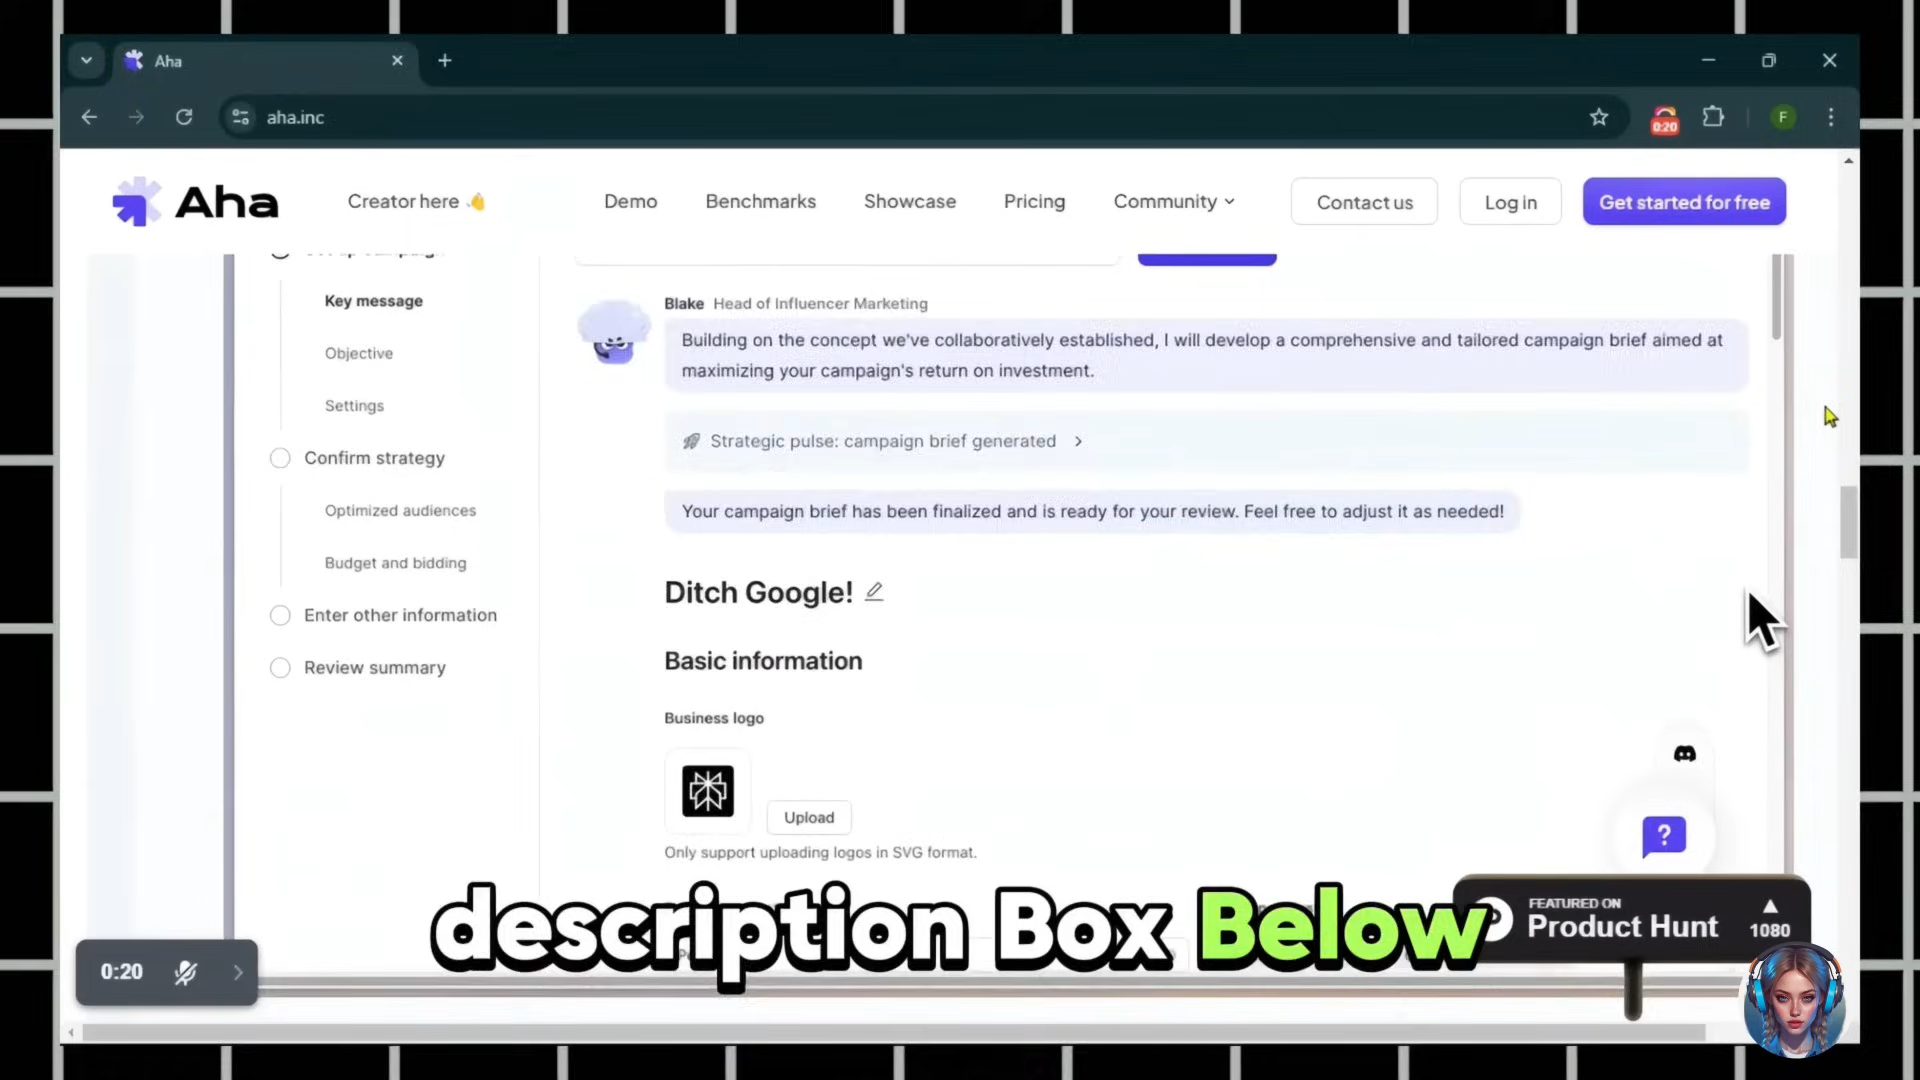 Aha
aha.inc
0:20
F
Aha
Creator here
Demo
Benchmarks
Showcase
Pricing
Community
Contact us
Log in
Get started for free
Key message
Objective
Settings
Confirm strategy
Optimized audiences
Budget and bidding
Enter other information
Review summary
Blake Head of Influencer Marketing
Building on the concept we've collaboratively established, I will develop a comprehensive and tailored campaign brief aimed at
maximizing your campaign's return on investment.
Strategic pulse: campaign brief generated
Your campaign brief has been finalized and is ready for your review. Feel free to adjust it as needed!
Ditch Google!
Basic information
Business logo
Upload
Only support uploading logos in SVG format.
?
description Box Below
FEATURED ON
Product Hunt
1080
0:20